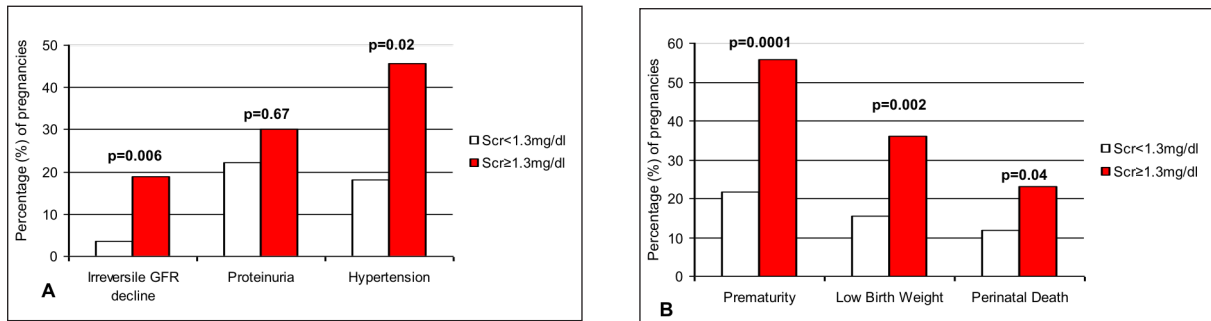 Percentage (%) of pregnancies
50
40
30
20
10
0
p=0.006
p=0.67
p=0.02
Irreversile GFR
decline
Proteinuria
Hypertension
Scr<1.3mg/dl
Scr≥1.3mg/dl
A
Percentage (%) of pregnancies
60
50
40
30
20
10
0
p=0.0001
p=0.002
p=0.04
Prematurity
Low Birth Weight
Perinatal Death
Scr<1.3mg/dl
Scr≥1.3mg/dl
B